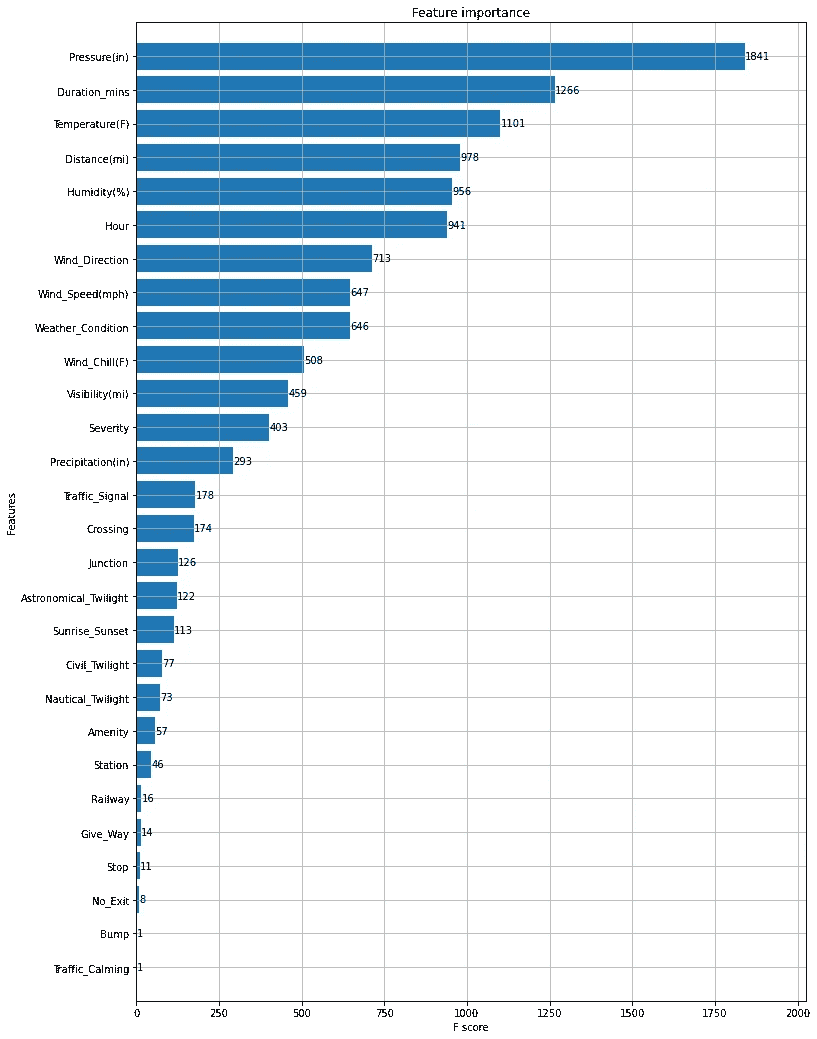 Feature importance
Pressure(in) 1841
Duration_mins 1266
Temperature(F) 1101
Distance(mi) 978
Humidity(%) 956
Hour 941
Wind_Direction 713
Wind_Speed(mph) 647
Weather_Condition 646
Wind_Chill(F) 508
Visibility(mi) 459
Severity 403
Precipitation(in) 293
Traffic_Signal 178
Crossing 174
Junction 126
Astronomical_Twilight 122
Sunrise_Sunset 113
Civil_Twilight 77
Nautical_Twilight 73
Amenity 57
Station 46
Railway 16
Give_Way 14
Stop 11
No_Exit 8
Bump 1
Traffic_Calming 1
Features
0 250 500 750 1000 1250 1500 1750 2000
F score